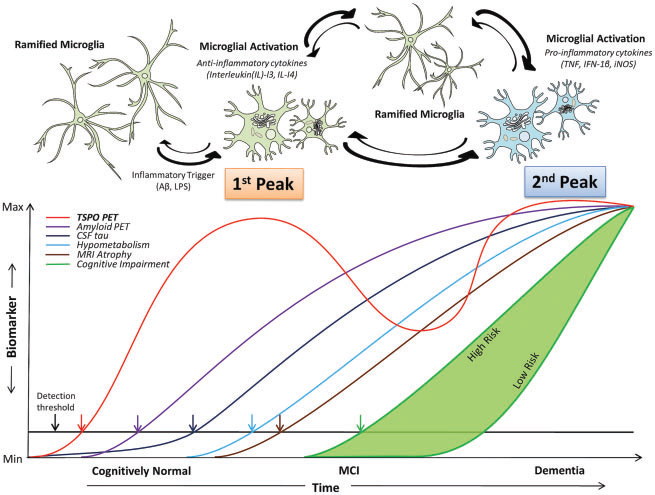 Ramified Microglia
Microglial Activation
Anti-inflammatory cytokines
(Interleukin(IL)-I3, IL-I4)
Ramified Microglia
Microglial Activation
Pro-inflammatory cytokines
(TNF, IFN-1ϐ, iNOS)
Inflammatory Trigger
(Aβ, LPS)
1st Peak
2nd Peak
Max
TSPO PET
Amyloid PET
CSF tau
Hypometabolism
MRI Atrophy
Cognitive Impairment
Biomarker
High Risk
Low Risk
Detection
threshold
Min
Cognitively Normal
MCI
Dementia
Time